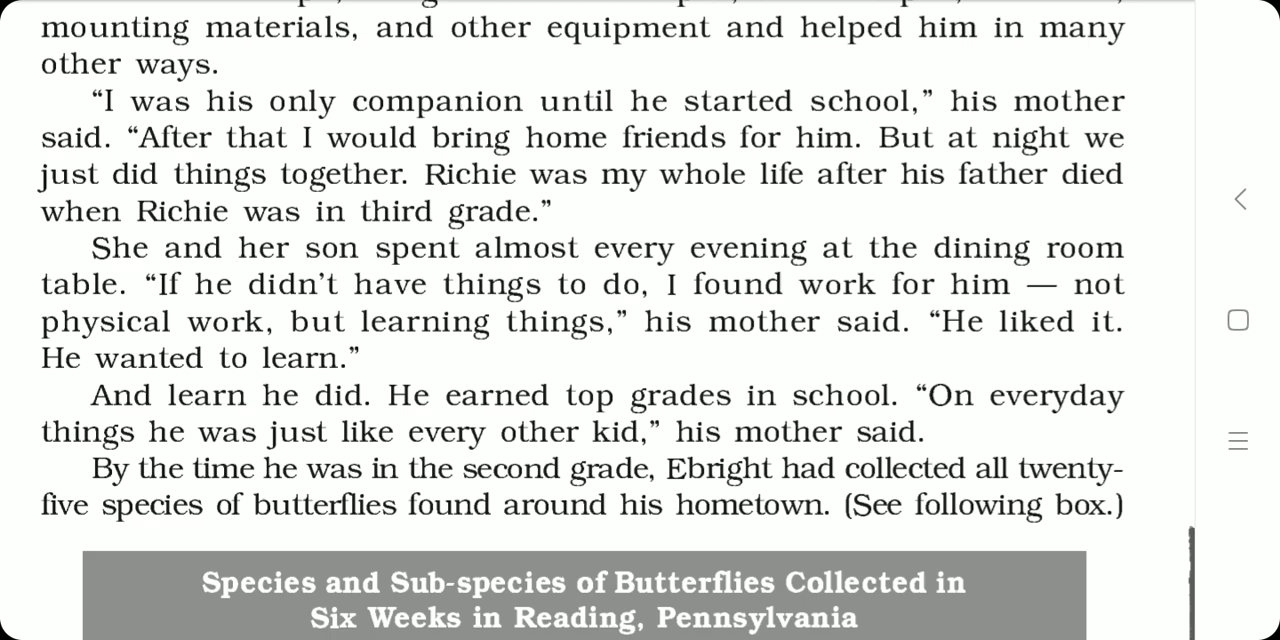 mounting materials, and other equipment and helped him in many
other ways.
“I was his only companion until he started school,” his mother
said. “After that I would bring home friends for him. But at night we
just did things together. Richie was my whole life after his father died
when Richie was in third grade.”
She and her son spent almost every evening at the dining room
table. “If he didn’t have things to do, I found work for him — not
physical work, but learning things,” his mother said. “He liked it.
He wanted to learn.”
And learn he did. He earned top grades in school. “On everyday
things he was just like every other kid,” his mother said.
By the time he was in the second grade, Ebright had collected all twenty-
five species of butterflies found around his hometown. (See following box.)
Species and Sub-species of Butterflies Collected in
Six Weeks in Reading, Pennsylvania